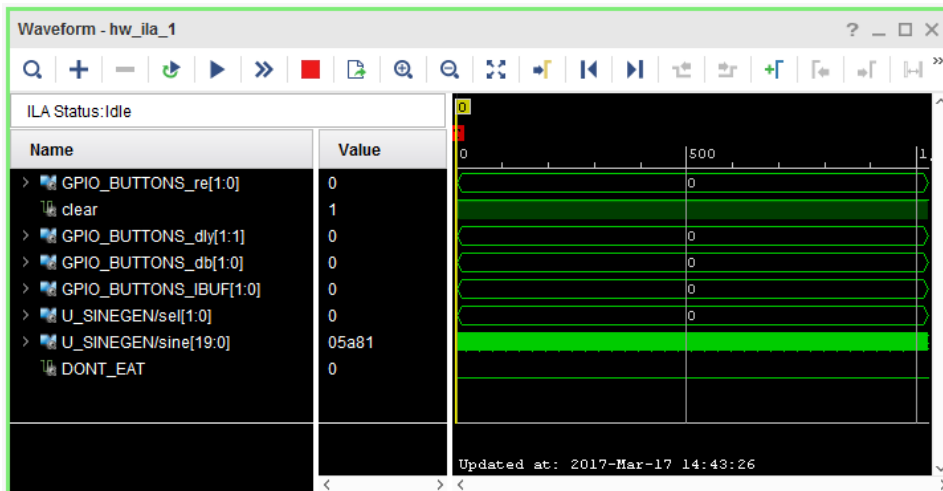 Waveform - hw_ila_1
ILA Status:Idle
Name Value
GPIO_BUTTONS_re[1:0] 0
clear 1
GPIO_BUTTONS_dly[1:1] 0
GPIO_BUTTONS_db[1:0] 0
GPIO_BUTTONS_IBUF[1:0] 0
U_SINEGEN/sel[1:0] 0
U_SINEGEN/sine[19:0] 05a81
DONT_EAT 0
0
0 500 1,
0
0
0
0
0
Updated at: 2017-Mar-17 14:43:26